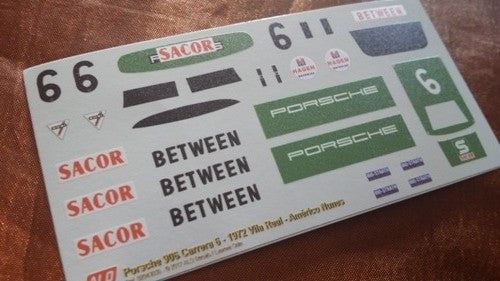 6 6
SACOR
6
BETWEEN
HAGEN
HAGEN
6
PORSCHE
PORSCHE
S
SACOR
SACOR
BETWEEN
SACOR
BETWEEN
SACOR
BETWEEN
Porsche 906 Carrera 6 - 1972 Vila Real - Américo Nunes